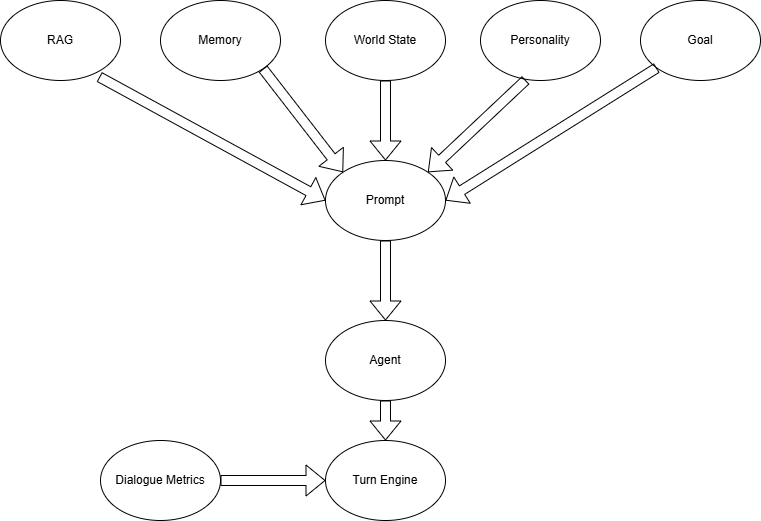 RAG
Memory
World State
Personality
Goal
Prompt
Agent
Dialogue Metrics
Turn Engine